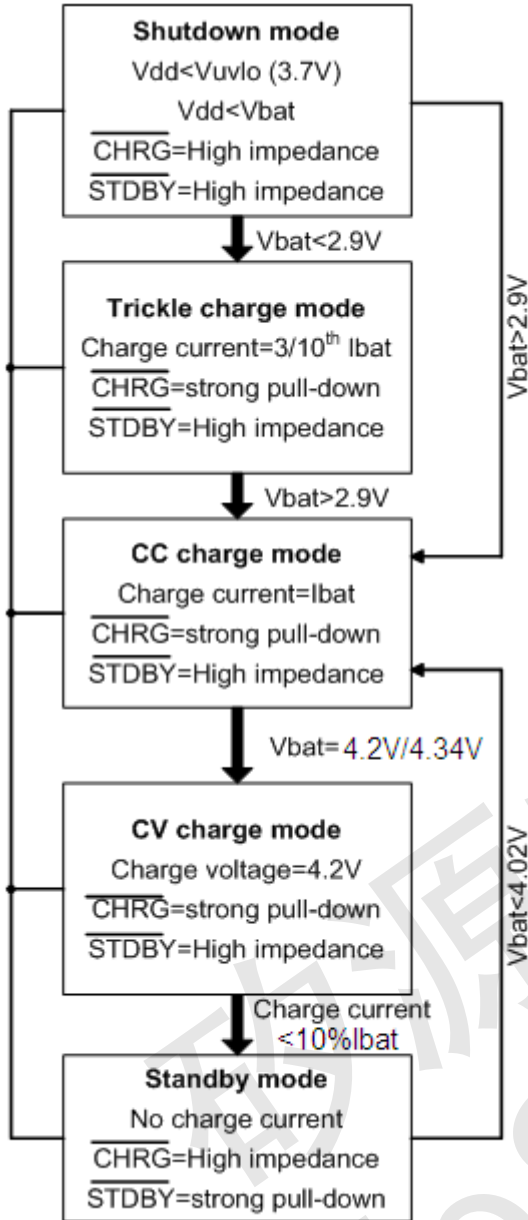 Shutdown mode
Vdd<Vuvlo (3.7V)
Vdd<Vbat
CHRG=High impedance
STDBY=High impedance
Vbat<2.9V
Vbat>2.9V
Trickle charge mode
Charge current=3/10th Ibat
CHRG=strong pull-down
STDBY=High impedance
Vbat>2.9V
CC charge mode
Charge current=Ibat
CHRG=strong pull-down
STDBY=High impedance
Vbat=4.2V/4.34V
Vbat<4.02V
CV charge mode
Charge voltage=4.2V
CHRG=strong pull-down
STDBY=High impedance
Charge current
<10%Ibat
Standby mode
No charge current
CHRG=High impedance
STDBY=strong pull-down
矽源